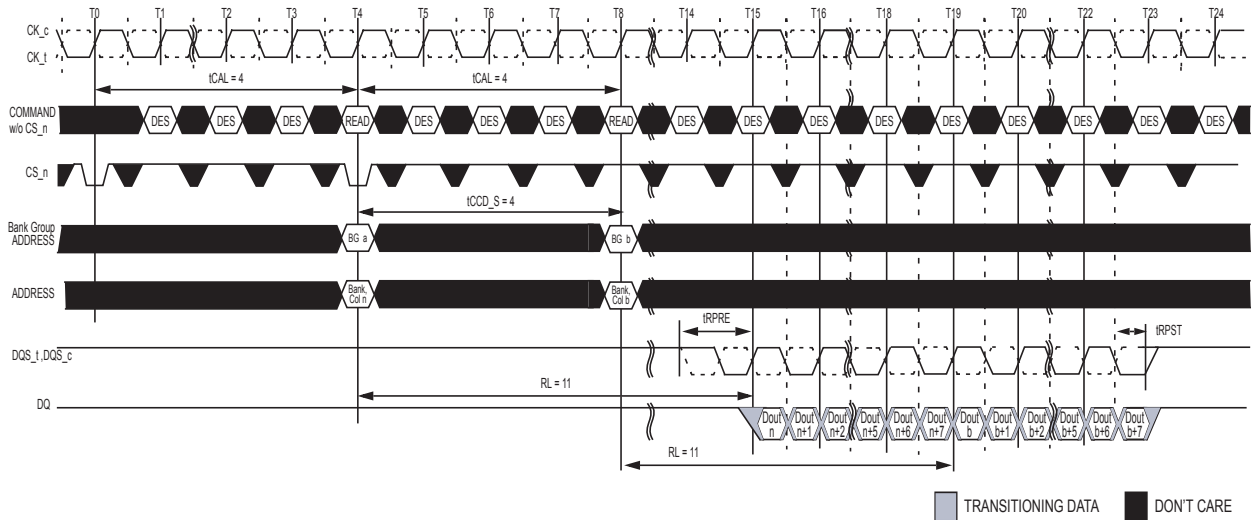 T0 T1 T2 T3 T4 T5 T6 T7 T8 T14 T15 T16 T18 T19 T20 T22 T23 T24
CK_c
CK_t
tCAL = 4 tCAL = 4
COMMAND
w/o CS_n
DES DES DES READ DES DES DES READ DES DES DES DES DES DES DES DES DES
CS_n
tCCD_S = 4
Bank Group
ADDRESS
BG a BG b
ADDRESS
Bank,
Col n
Bank,
Col b
tRPRE tRPST
DQS_t ,DQS_c
RL = 11
DQ
Dout
n
Dout
n+1
Dout
n+2
Dout
n+5
Dout
n+6
Dout
n+7
Dout
b
Dout
b+1
Dout
b+2
Dout
b+5
Dout
b+6
Dout
b+7
RL = 11
TRANSITIONING DATA DON'T CARE